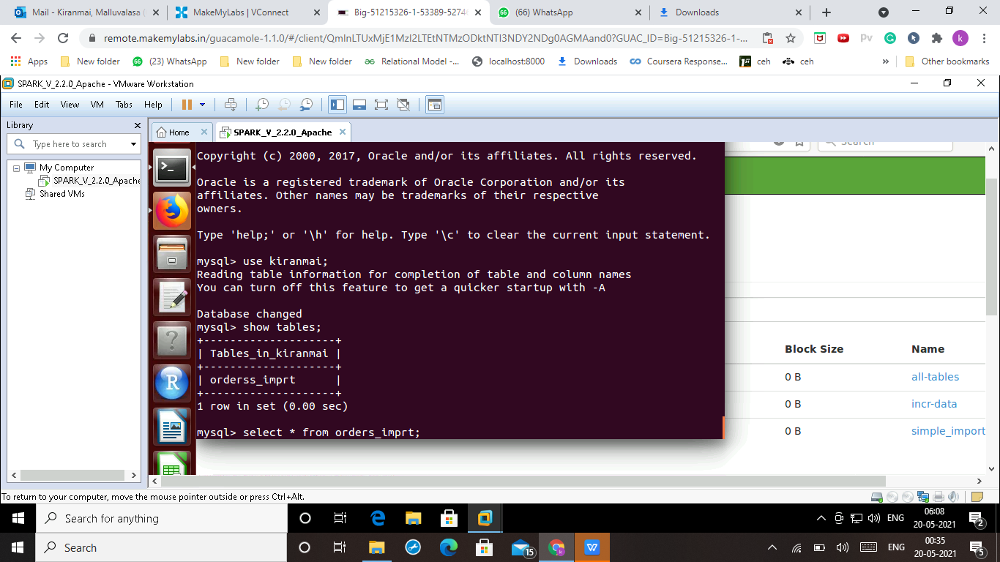 Mail - Kiranmai, Malluvalasa (
MakeMyLabs | VConnect
Big-51215326-1-53389-5274
(66) WhatsApp
Downloads
remote.makemylabs.in/guacamole-1.1.0/#/client/QmlnLTUxMjE1MzI2LTEtNTMzODktNTI3NDY2NDg0AGMAand0?GUAC_ID=Big-51215326-1-...
Apps
New folder
(23) WhatsApp
New folder
New folder
Relational Model -...
localhost:8000
Downloads
Coursera Response...
ceh
ceh
»
Other bookmarks
SPARK_V_2.2.0_Apache - VMware Workstation
File Edit View VM Tabs Help
Library
Type here to search
My Computer
SPARK_V_2.2.0_Apache
Shared VMs
Home
SPARK_V_2.2.0_Apache
Search
Copyright (c) 2000, 2017, Oracle and/or its affiliates. All rights reserved.
Oracle is a registered trademark of Oracle Corporation and/or its
affiliates. Other names may be trademarks of their respective
owners.
Type 'help;' or '\h' for help. Type '\c' to clear the current input statement.
mysql> use kiranmai;
Reading table information for completion of table and column names
You can turn off this feature to get a quicker startup with -A
Database changed
mysql> show tables;
+--------------------+
| Tables_in_kiranmai |
+--------------------+
| orderss_imprt      |
+--------------------+
1 row in set (0.00 sec)
mysql> select * from orders_imprt;
Block Size Name
0 B all-tables
0 B incr-data
0 B simple_import
To return to your computer, move the mouse pointer outside or press Ctrl+Alt.
Search for anything
ENG
06:08
20-05-2021
2
Search
15
ENG
00:35
20-05-2021
5